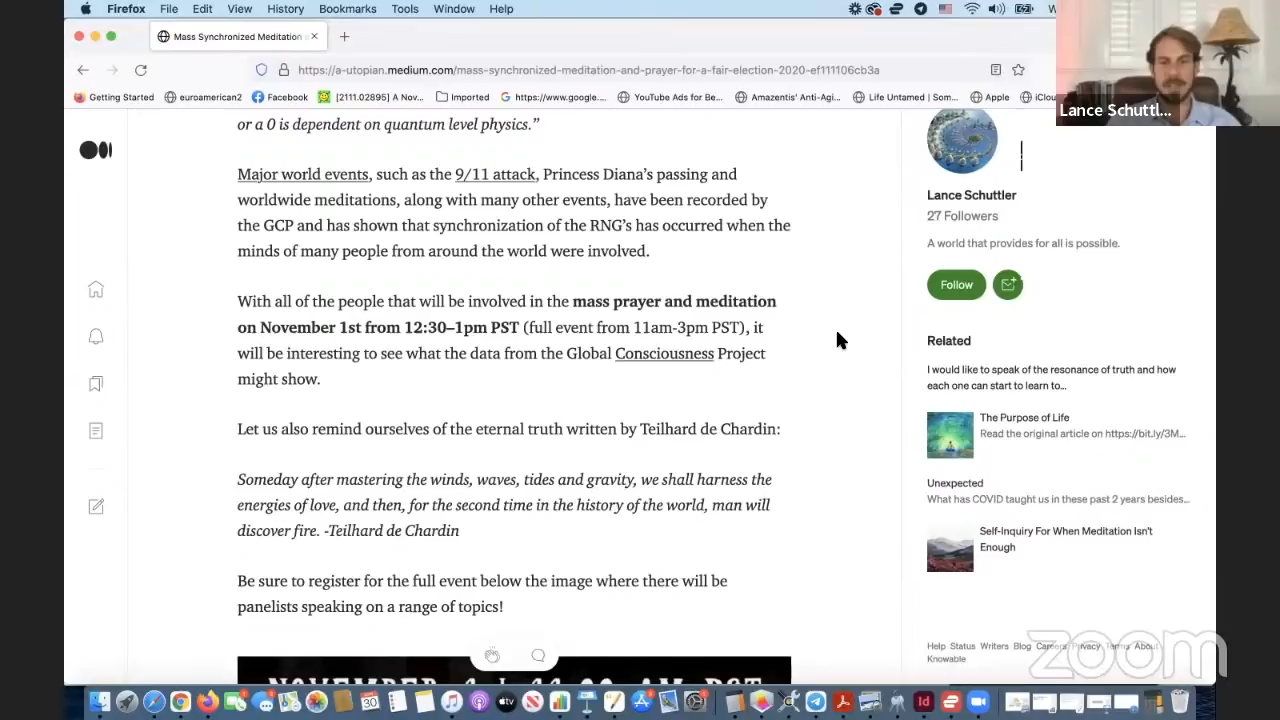 Firefox File Edit View History Bookmarks Tools Window Help
Mass Synchronized Meditation
https://a-utopian.medium.com/mass-synchronized-meditation-and-prayer-for-a-fair-election-2020-ef111106cb3a
Getting Started euroamerican2 Facebook [2111.02895] A Nov... Imported https://www.google.... YouTube Ads for Be... Amazentis' Anti-Agi... Life Untamed | Som... Apple iClou
Lance Schuttl...
or a 0 is dependent on quantum level physics.”
Major world events, such as the 9/11 attack, Princess Diana’s passing and
worldwide meditations, along with many other events, have been recorded by
the GCP and has shown that synchronization of the RNG’s has occurred when the
minds of many people from around the world were involved.
With all of the people that will be involved in the mass prayer and meditation
on November 1st from 12:30–1pm PST (full event from 11am-3pm PST), it
will be interesting to see what the data from the Global Consciousness Project
might show.
Let us also remind ourselves of the eternal truth written by Teilhard de Chardin:
Someday after mastering the winds, waves, tides and gravity, we shall harness the
energies of love, and then, for the second time in the history of the world, man will
discover fire. -Teilhard de Chardin
Be sure to register for the full event below the image where there will be
panelists speaking on a range of topics!
Lance Schuttler
27 Followers
A world that provides for all is possible.
Follow
Related
I would like to speak of the resonance of truth and how
each one can start to learn to...
The Purpose of Life
Read the original article on https://bit.ly/3M...
Unexpected
What has COVID taught us in these past 2 years besides...
Self-Inquiry For When Meditation Isn't
Enough
Help Status Writers Blog Careers Privacy Terms About
Knowable
zoom
tv
Id